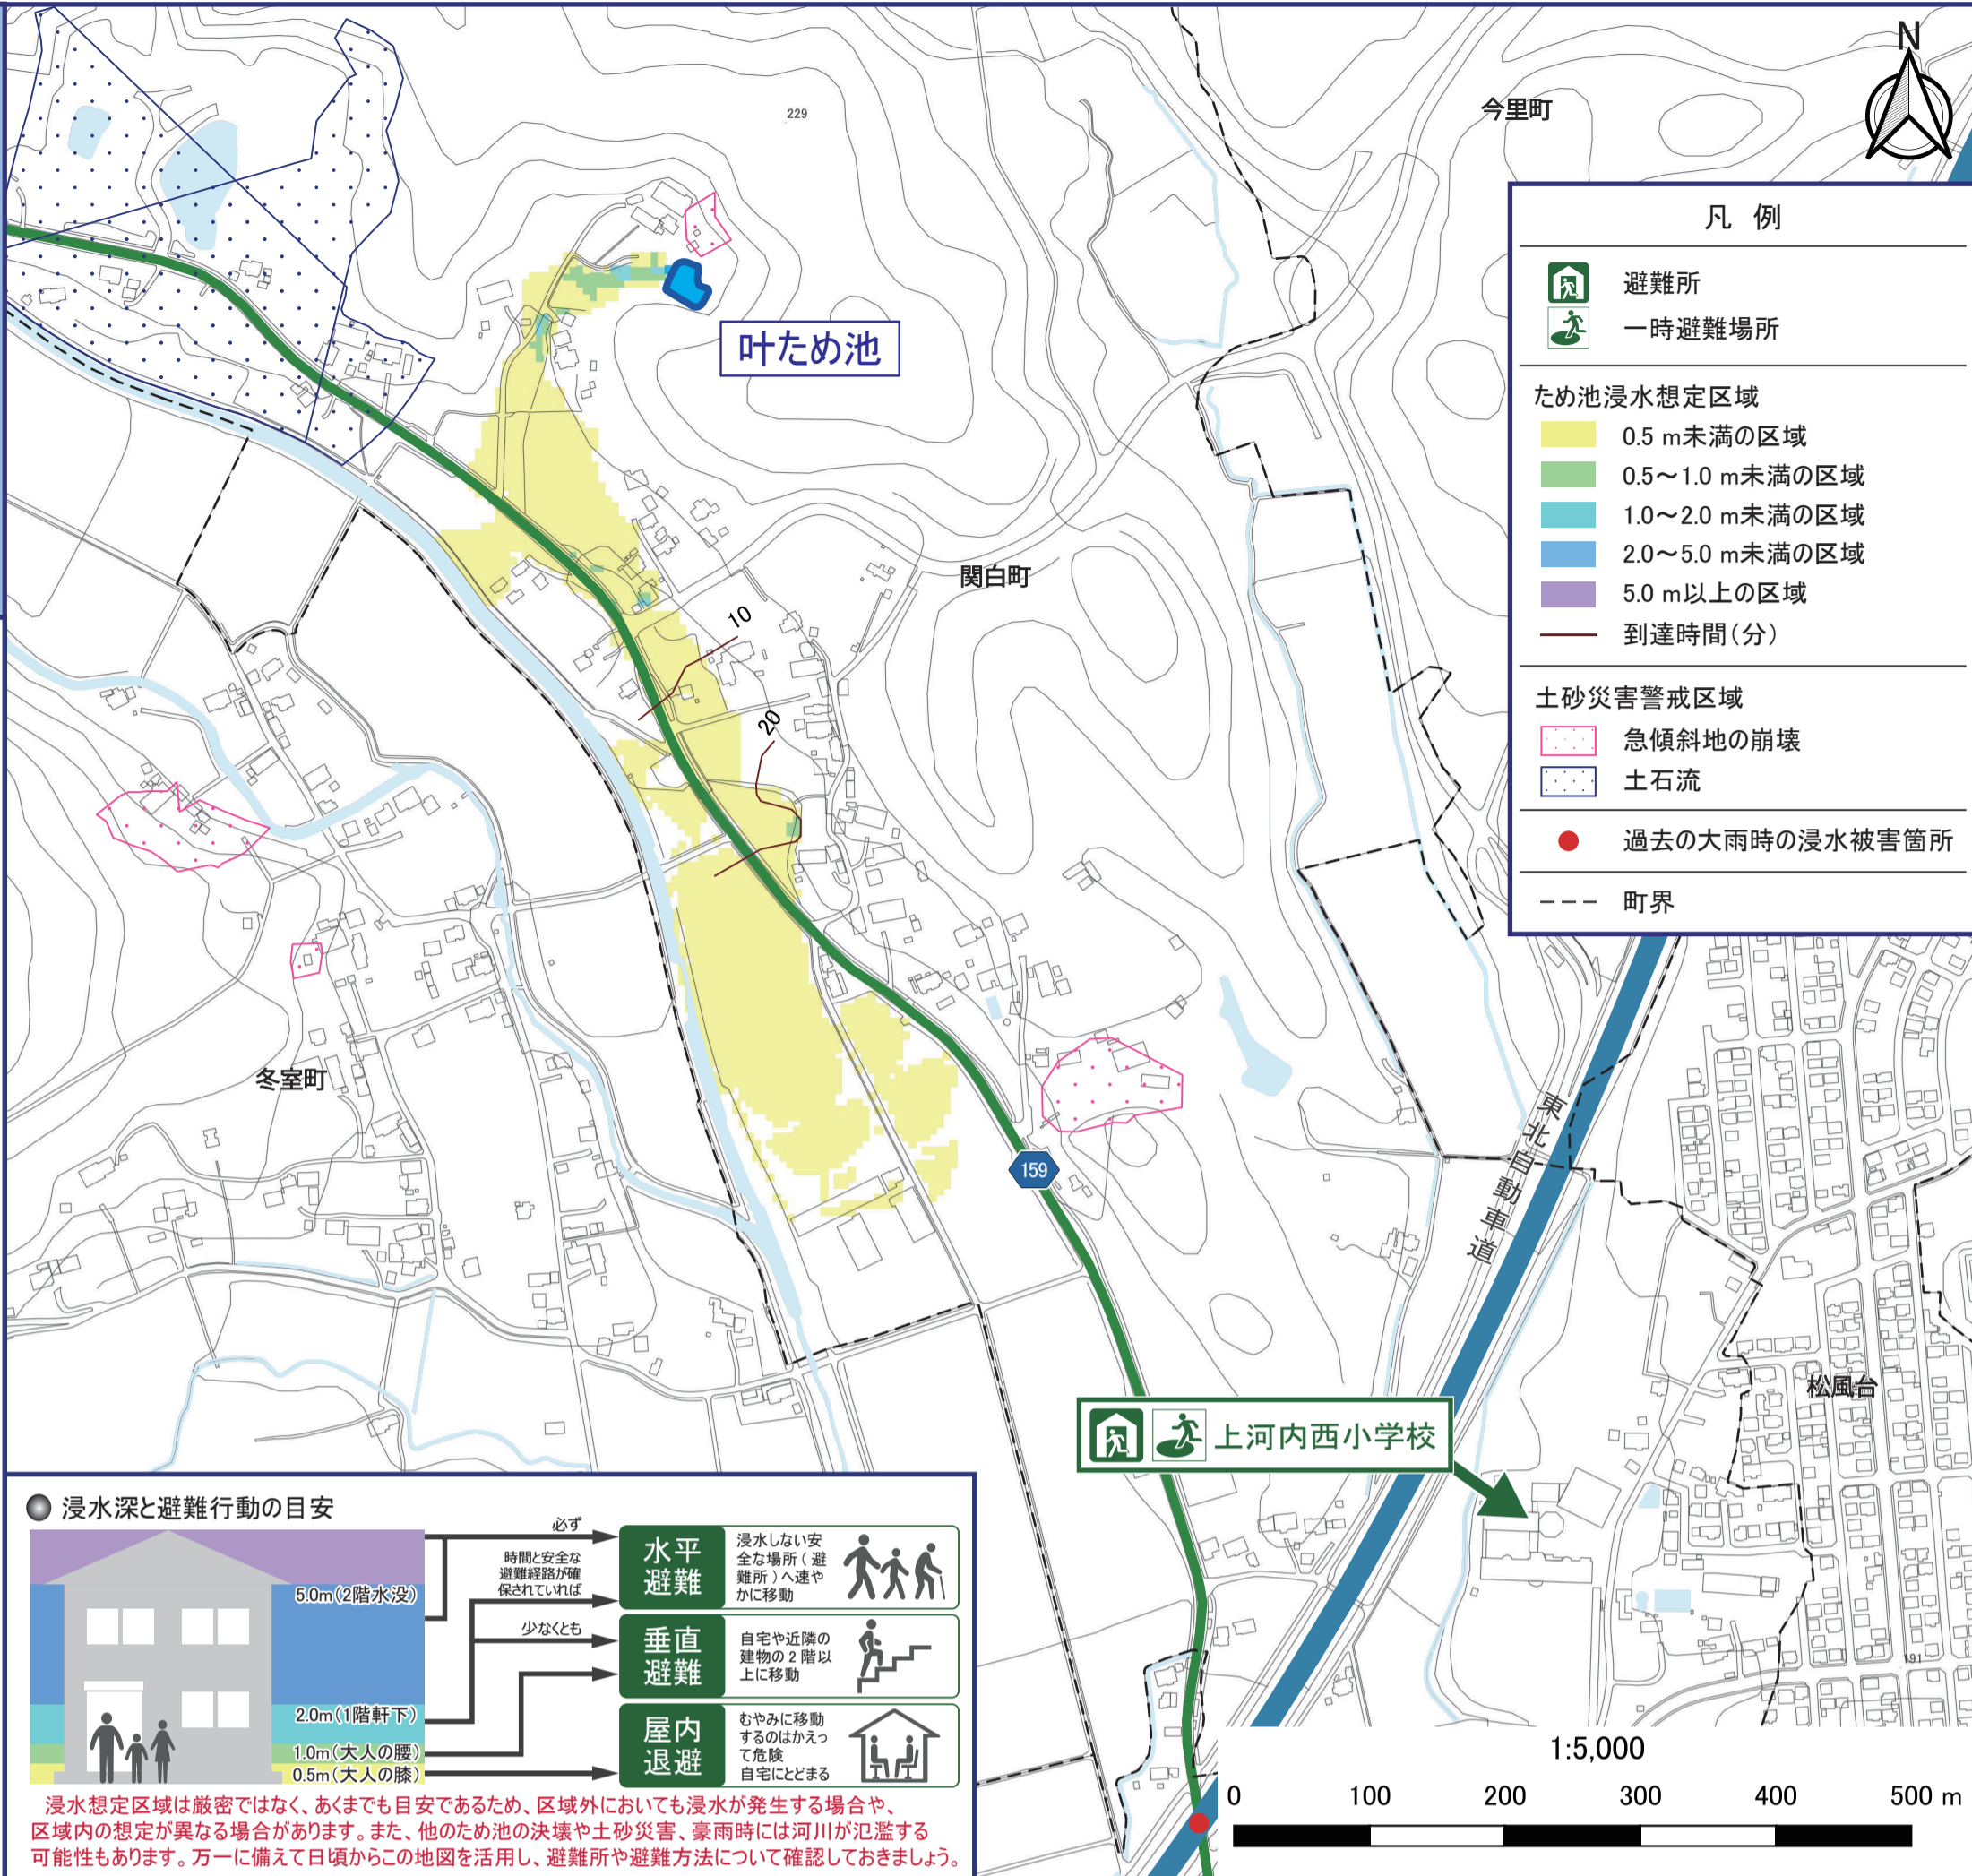 N
229
今里町
叶ため池
関白町
10
20
冬室町
159
東北自動車道
松風台
191
上河内西小学校
凡 例
避難所
一時避難場所
ため池浸水想定区域
0.5 m未満の区域
0.5～1.0 m未満の区域
1.0～2.0 m未満の区域
2.0～5.0 m未満の区域
5.0 m以上の区域
到達時間(分)
土砂災害警戒区域
急傾斜地の崩壊
土石流
過去の大雨時の浸水被害箇所
町界
浸水深と避難行動の目安
5.0m(2階水没)
2.0m(1階軒下)
1.0m(大人の腰)
0.5m(大人の膝)
必ず
時間と安全な
避難経路が確
保されていれば
少なくとも
水平
避難
浸水しない安
全な場所(避
難所)へ速や
かに移動
垂直
避難
自宅や近隣の
建物の2階以
上に移動
屋内
退避
むやみに移動
するのはかえっ
て危険
自宅にとどまる
浸水想定区域は厳密ではなく、あくまでも目安であるため、区域外においても浸水が発生する場合や、
区域内の想定が異なる場合があります。また、他のため池の決壊や土砂災害、豪雨時には河川が氾濫する
可能性もあります。万一に備えて日頃からこの地図を活用し、避難所や避難方法について確認しておきましょう。
1:5,000
0 100 200 300 400 500 m